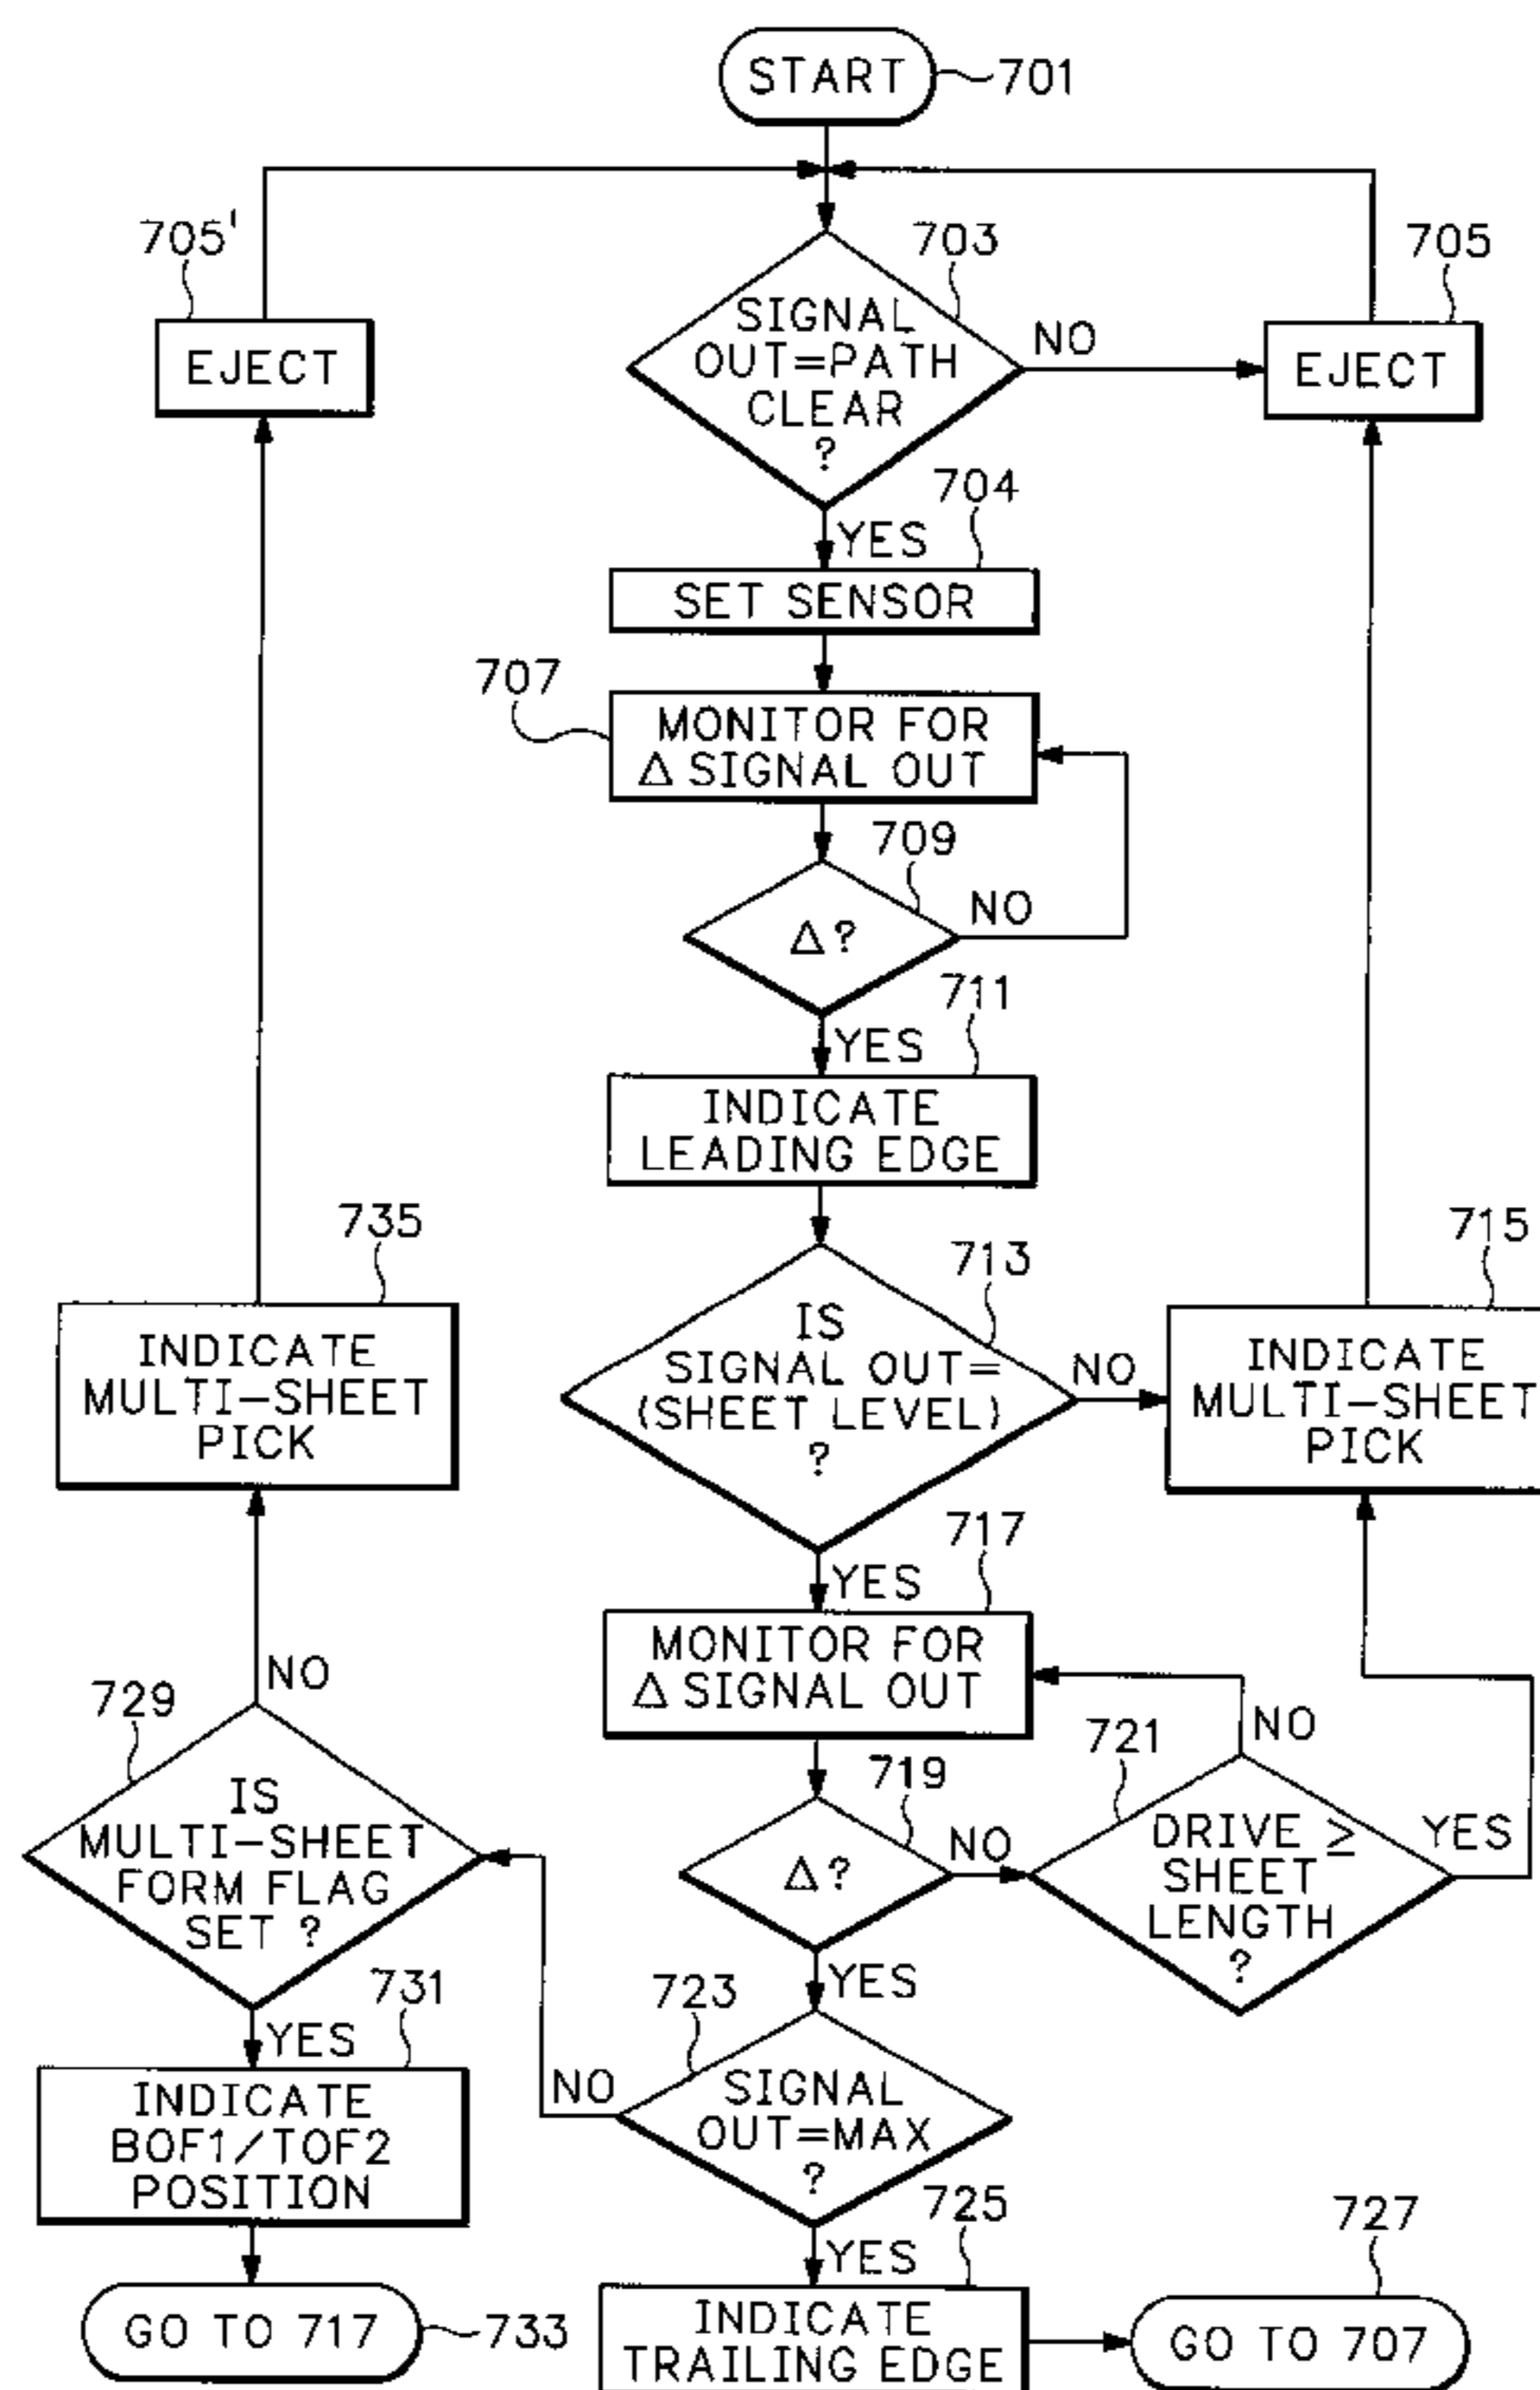 START
701
705'
703
705
EJECT
SIGNAL
OUT=PATH
CLEAR
?
NO
EJECT
704
YES
SET SENSOR
707
MONITOR FOR
Δ SIGNAL OUT
709
Δ?
NO
711
YES
INDICATE
LEADING EDGE
735
713
715
INDICATE
MULTI-SHEET
PICK
IS
SIGNAL OUT=
(SHEET LEVEL)
?
NO
INDICATE
MULTI-SHEET
PICK
717
YES
MONITOR FOR
Δ SIGNAL OUT
NO
729
719
721
NO
IS
MULTI-SHEET
FORM FLAG
SET ?
Δ?
NO
DRIVE ≥
SHEET
LENGTH
?
YES
731
723
YES
YES
INDICATE
BOF1/TOF2
POSITION
NO
SIGNAL
OUT=MAX
?
725
727
YES
GO TO 717
733
INDICATE
TRAILING EDGE
GO TO 707